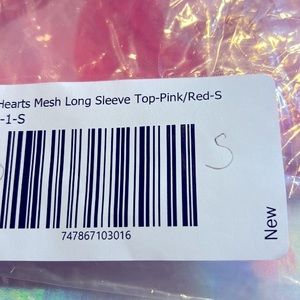 Hearts Mesh Long Sleeve Top-Pink/Red-S
-1-S
S
747867103016
New